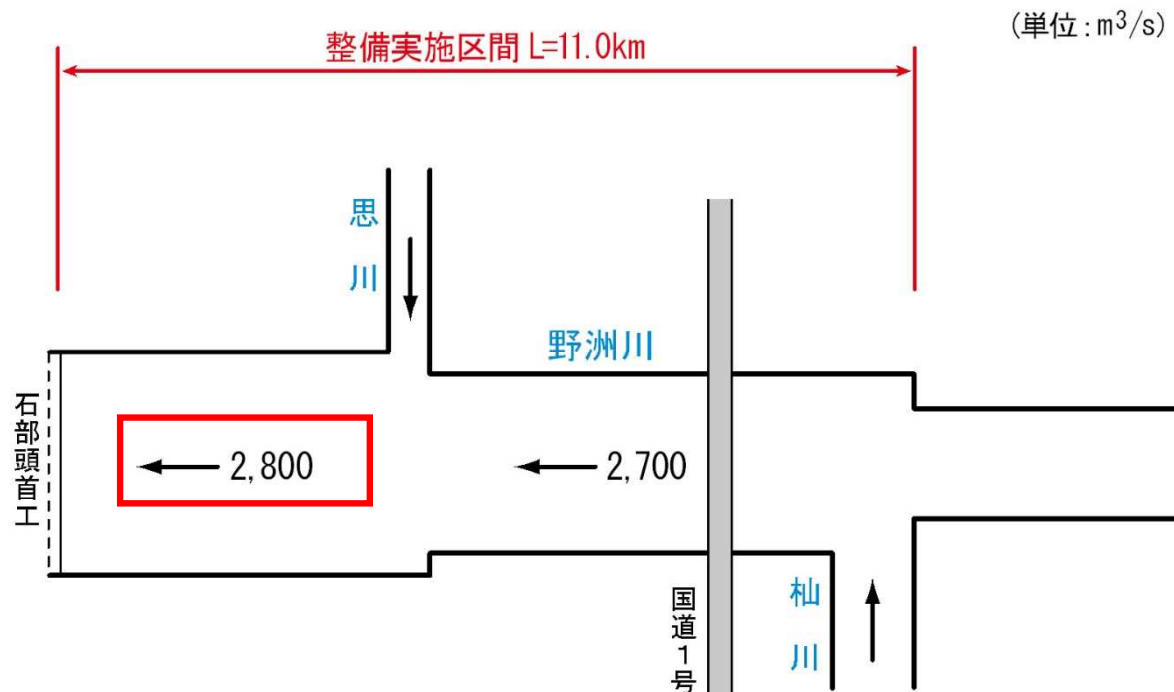 (単位:m³/s)
整備実施区間 L=11.0km
思川
野洲川
石部頭首工
2,800
2,700
国道1号
杣川